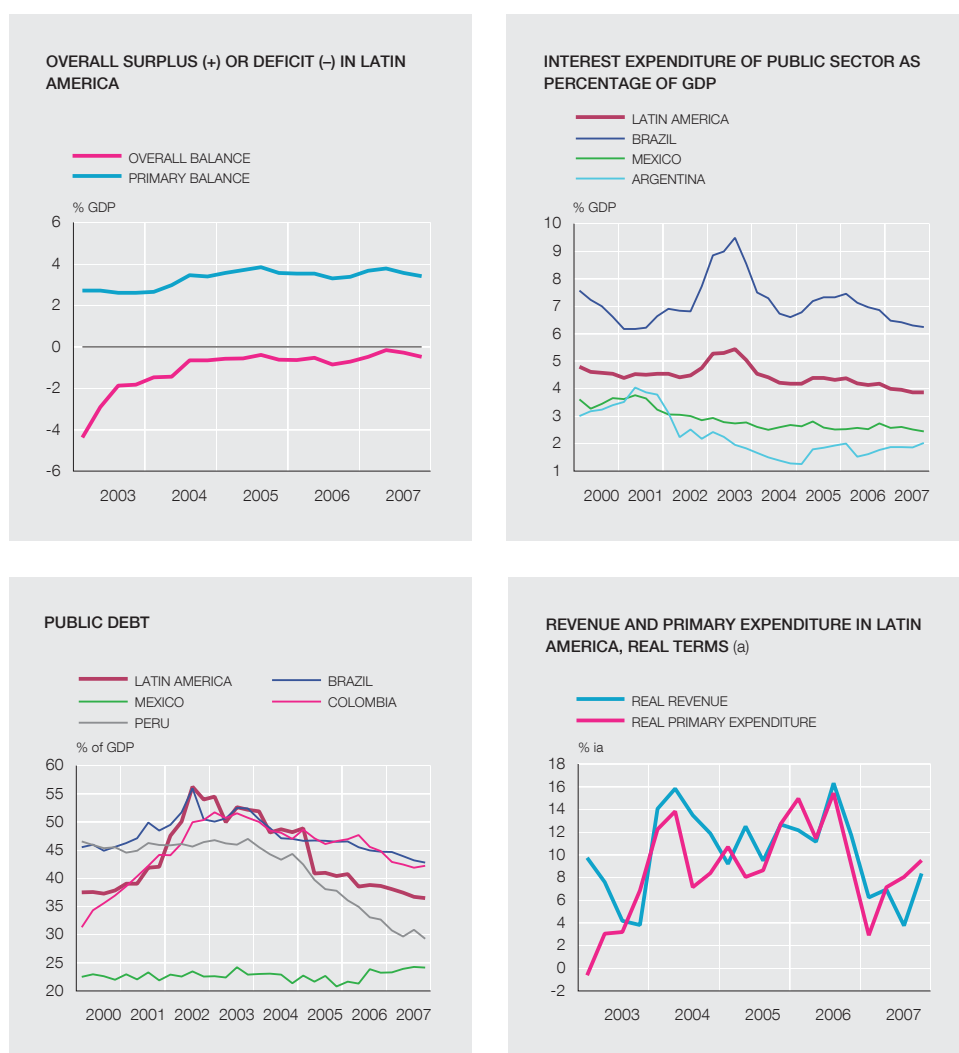 OVERALL SURPLUS (+) OR DEFICIT (–) IN LATIN
AMERICA
OVERALL BALANCE
PRIMARY BALANCE
% GDP
6
4
2
0
-2
-4
-6
2003 2004 2005 2006 2007
INTEREST EXPENDITURE OF PUBLIC SECTOR AS
PERCENTAGE OF GDP
LATIN AMERICA
BRAZIL
MEXICO
ARGENTINA
% GDP
10
9
8
7
6
5
4
3
2
1
2000 2001 2002 2003 2004 2005 2006 2007
PUBLIC DEBT
LATIN AMERICA BRAZIL
MEXICO COLOMBIA
PERU
% of GDP
60
55
50
45
40
35
30
25
20
2000 2001 2002 2003 2004 2005 2006 2007
REVENUE AND PRIMARY EXPENDITURE IN LATIN
AMERICA, REAL TERMS (a)
REAL REVENUE
REAL PRIMARY EXPENDITURE
% ia
18
16
14
12
10
8
6
4
2
0
-2
2003 2004 2005 2006 2007